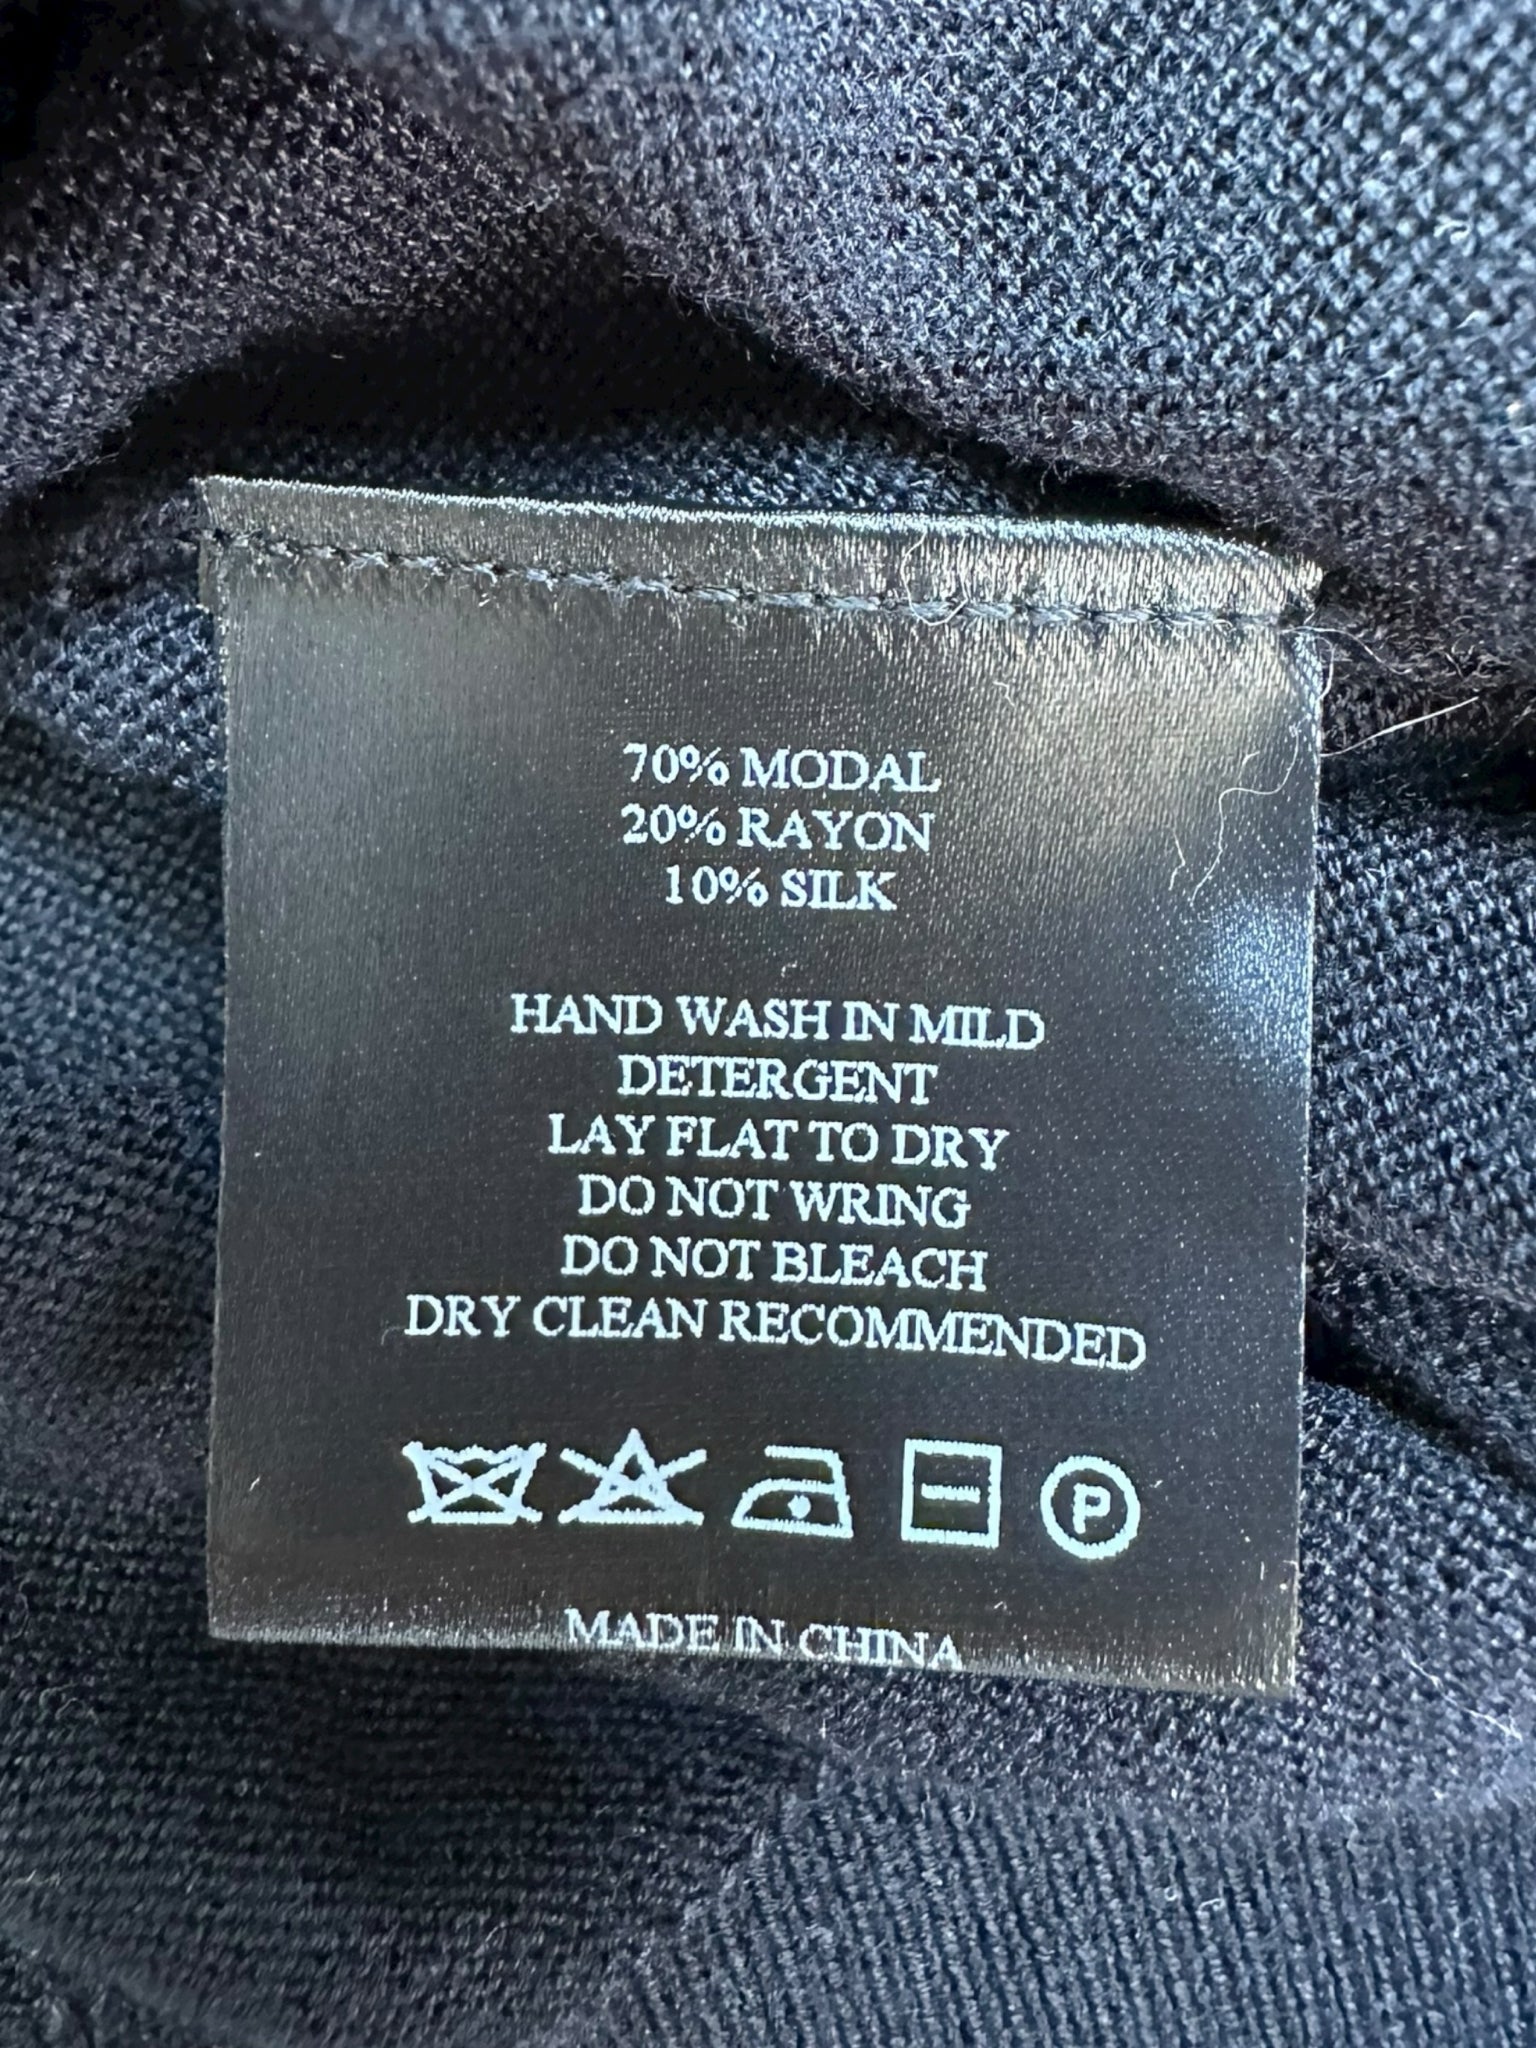 70% MODAL
20% RAYON
10% SILK
HAND WASH IN MILD
DETERGENT
LAY FLAT TO DRY
DO NOT WRING
DO NOT BLEACH
DRY CLEAN RECOMMENDED
P
MADE IN CHINA